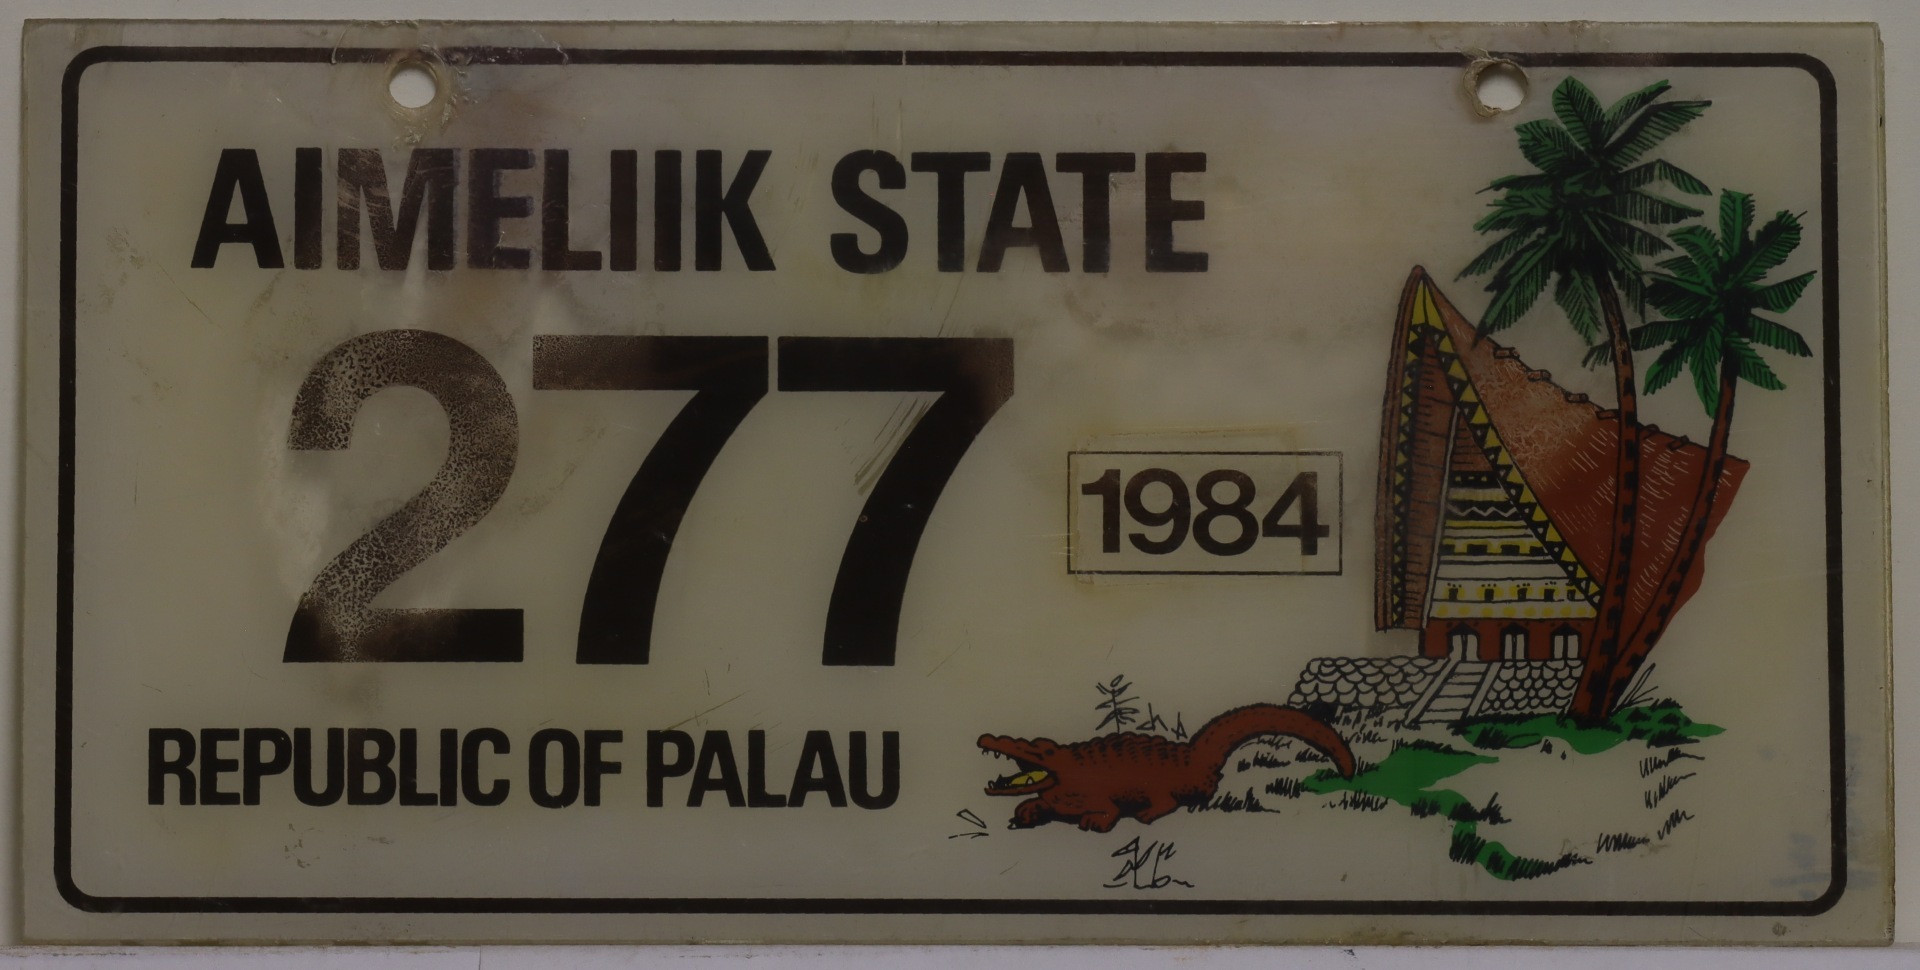 AIMELIIK STATE
277
1984
REPUBLIC OF PALAU